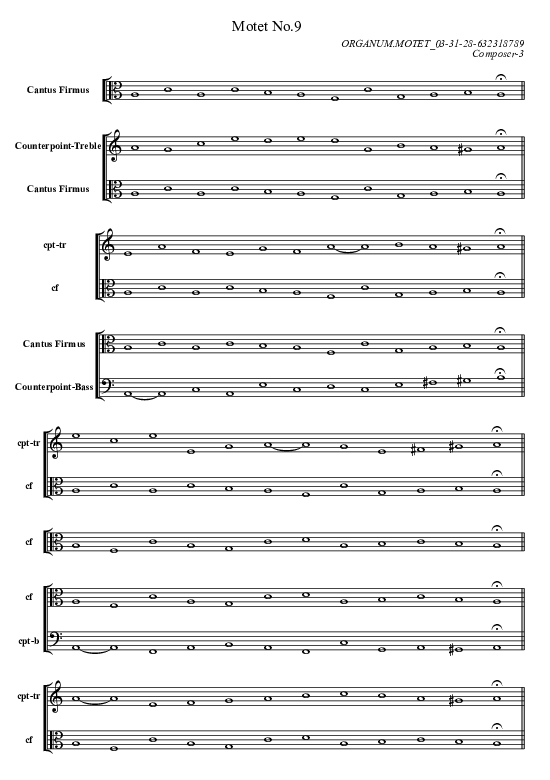 Motet No.9
ORGANUM.MOTET_03-31-28-632318789
Composer-3
Cantus Firmus
Counterpoint-Treble
Cantus Firmus
cpt-tr
cf
Cantus Firmus
Counterpoint-Bass
cpt-tr
cf
cf
cf
cpt-b
cpt-tr
cf